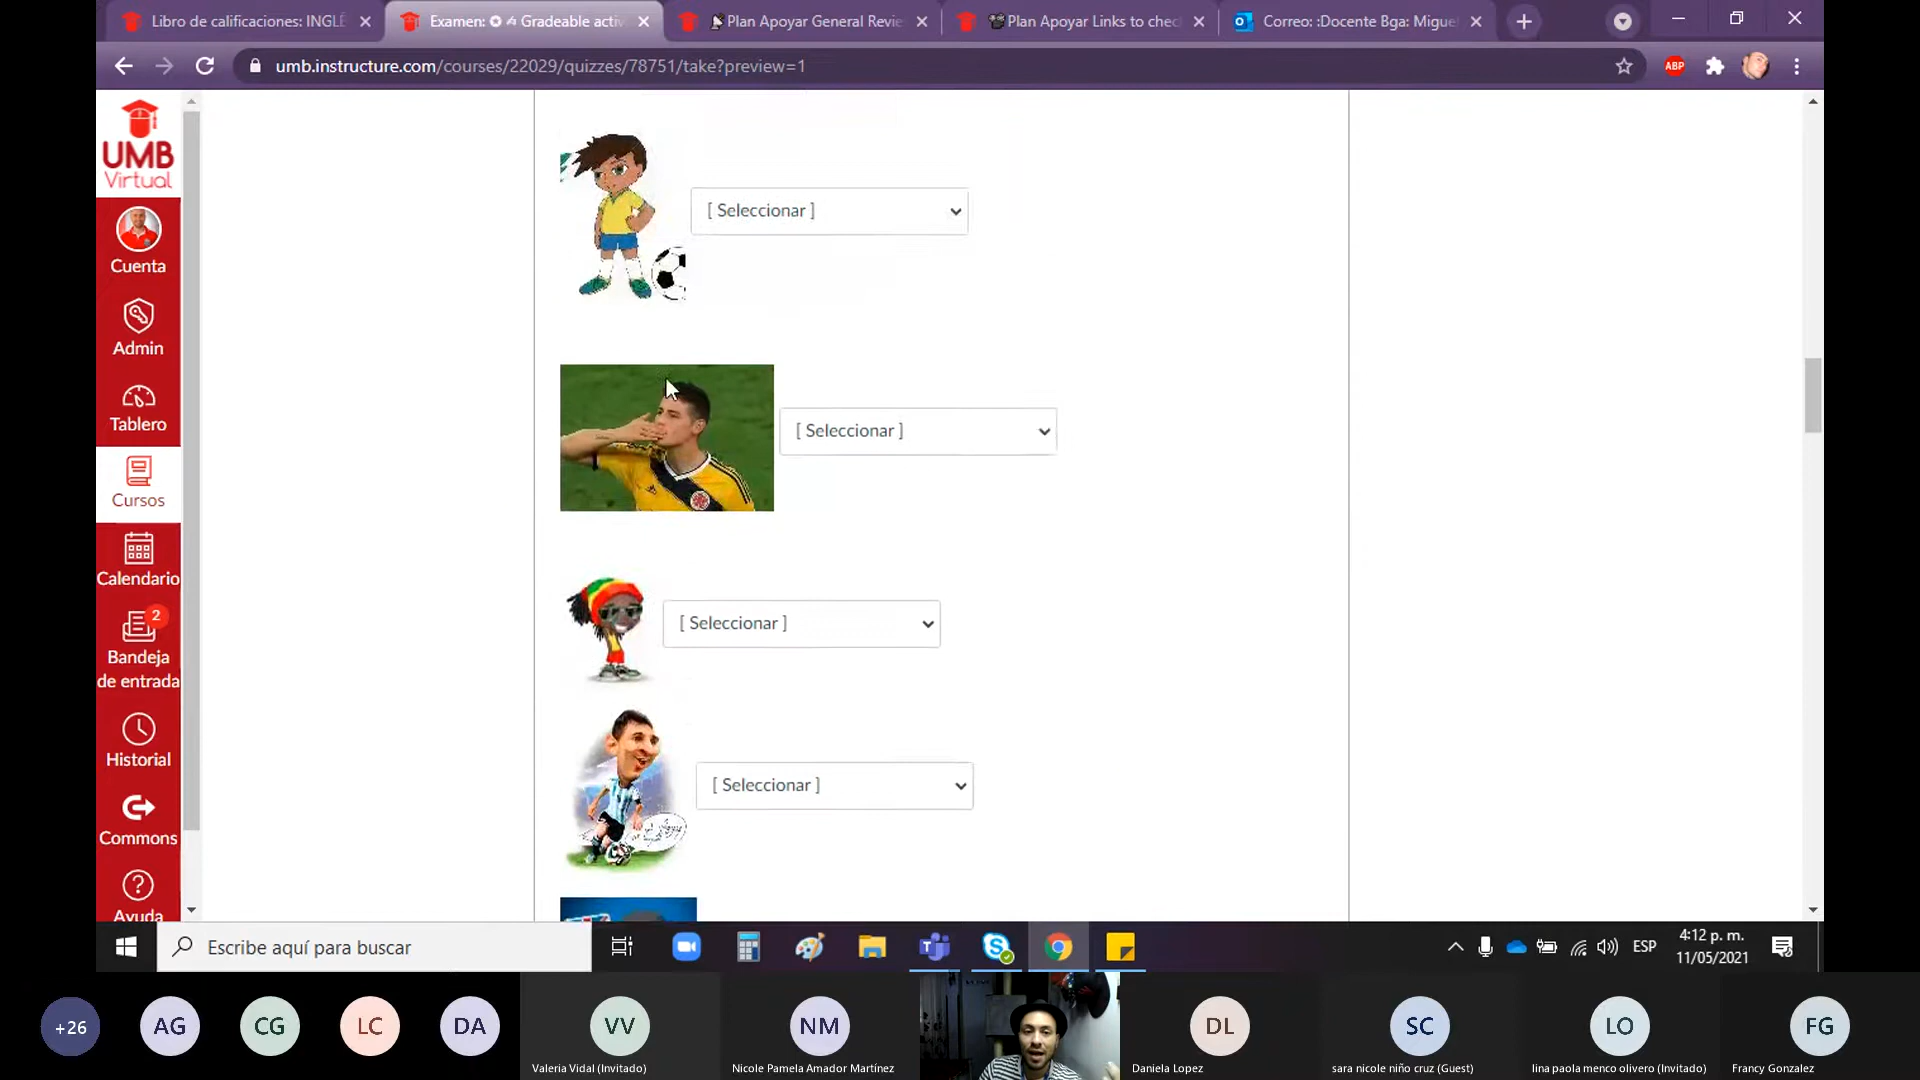 Libro de calificaciones: INGLÉ
Examen: ✪ 🖋 Gradeable activ
Plan Apoyar General Revie
Plan Apoyar Links to chec
Correo: :Docente Bga: Migue
umb.instructure.com/courses/22029/quizzes/78751/take?preview=1
ABP
UMB
Virtual
Cuenta
Admin
Tablero
Cursos
Calendario
2
Bandeja
de entrada
Historial
Commons
Ayuda
[ Seleccionar ]
[ Seleccionar ]
[ Seleccionar ]
[ Seleccionar ]
Escribe aquí para buscar
ESP
4:12 p. m.
11/05/2021
+26
AG
CG
LC
DA
VV
NM
DL
SC
LO
FG
Valeria Vidal (Invitado)
Nicole Pamela Amador Martínez
Daniela Lopez
sara nicole niño cruz (Guest)
lina paola menco olivero (Invitado)
Francy Gonzalez